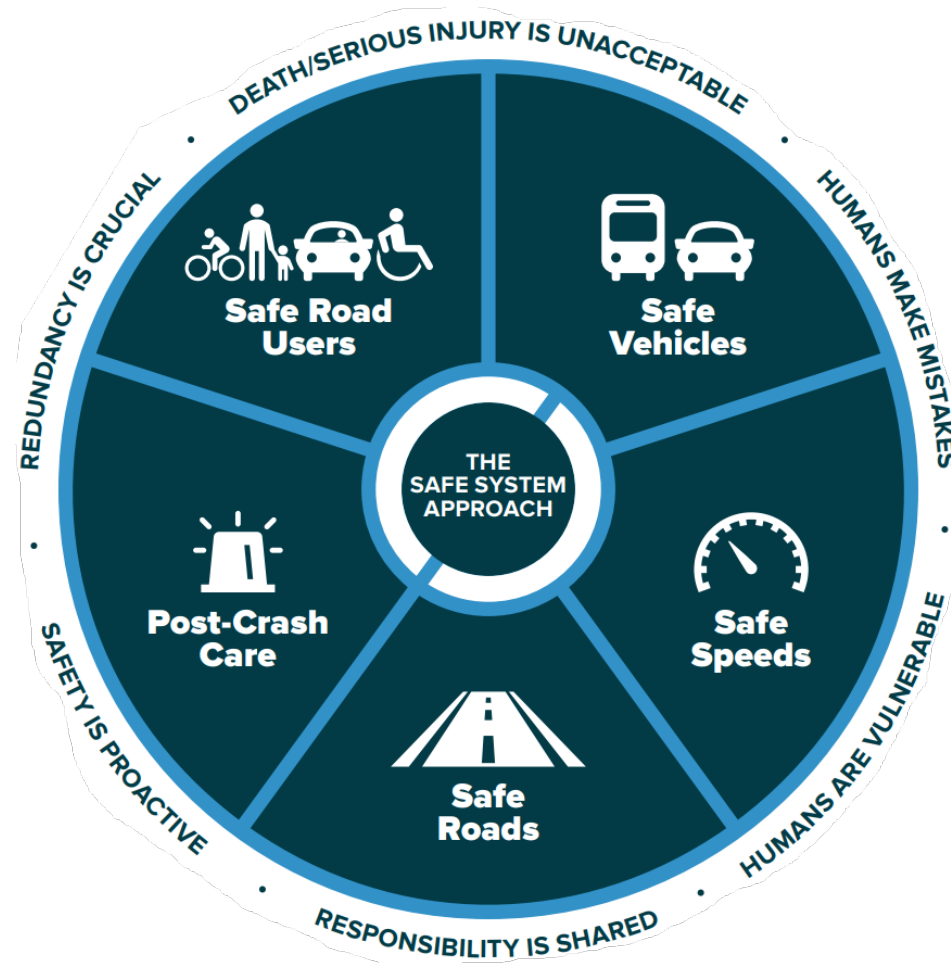 DEATH/SERIOUS INJURY IS UNACCEPTABLE
HUMANS MAKE MISTAKES
HUMANS ARE VULNERABLE
RESPONSIBILITY IS SHARED
SAFETY IS PROACTIVE
REDUNDANCY IS CRUCIAL
Safe Road
Users
Safe
Vehicles
THE
SAFE SYSTEM
APPROACH
Post-Crash
Care
Safe
Speeds
Safe
Roads